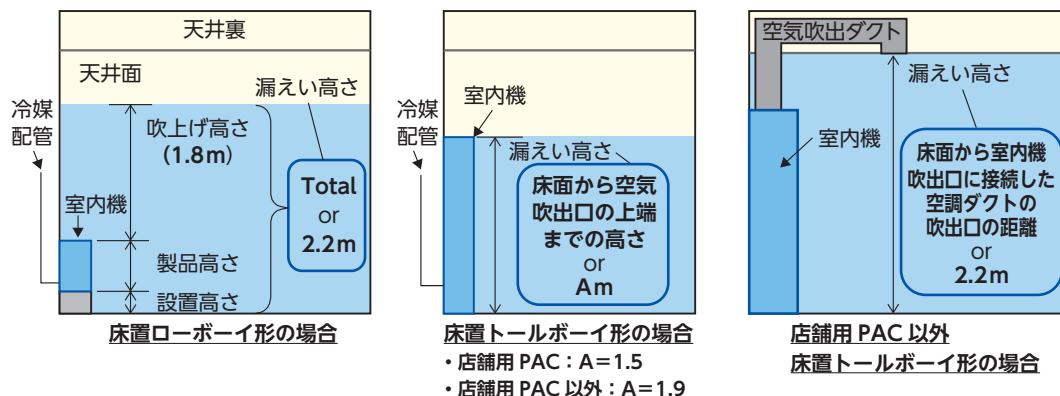 天井裏
天井面
漏えい高さ
冷媒
配管
吹上げ高さ
(1.8m)
Total
or
2.2m
室内機
製品高さ
設置高さ
床置ローボーイ形の場合
冷媒
配管
室内機
漏えい高さ
床面から空気
吹出口の上端
までの高さ
or
Am
床置トールボーイ形の場合
・店舗用 PAC：A＝1.5
・店舗用 PAC 以外：A＝1.9
空気吹出ダクト
漏えい高さ
室内機
床面から室内機
吹出口に接続した
空調ダクトの
吹出口の距離
or
2.2m
店舗用 PAC 以外
床置トールボーイ形の場合